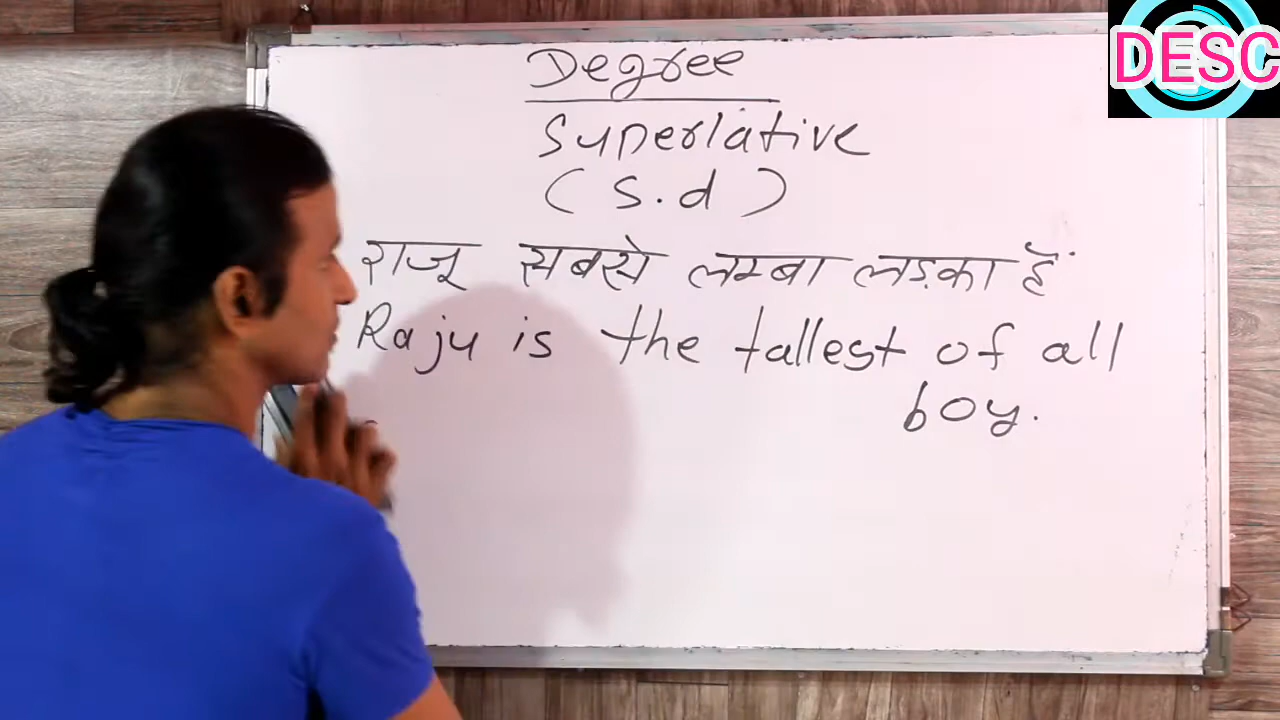 DESC
Degree
Superlative
(S.d)
राजू सबसे लम्बा लड़का हैं
Raju is the tallest of all
boy.